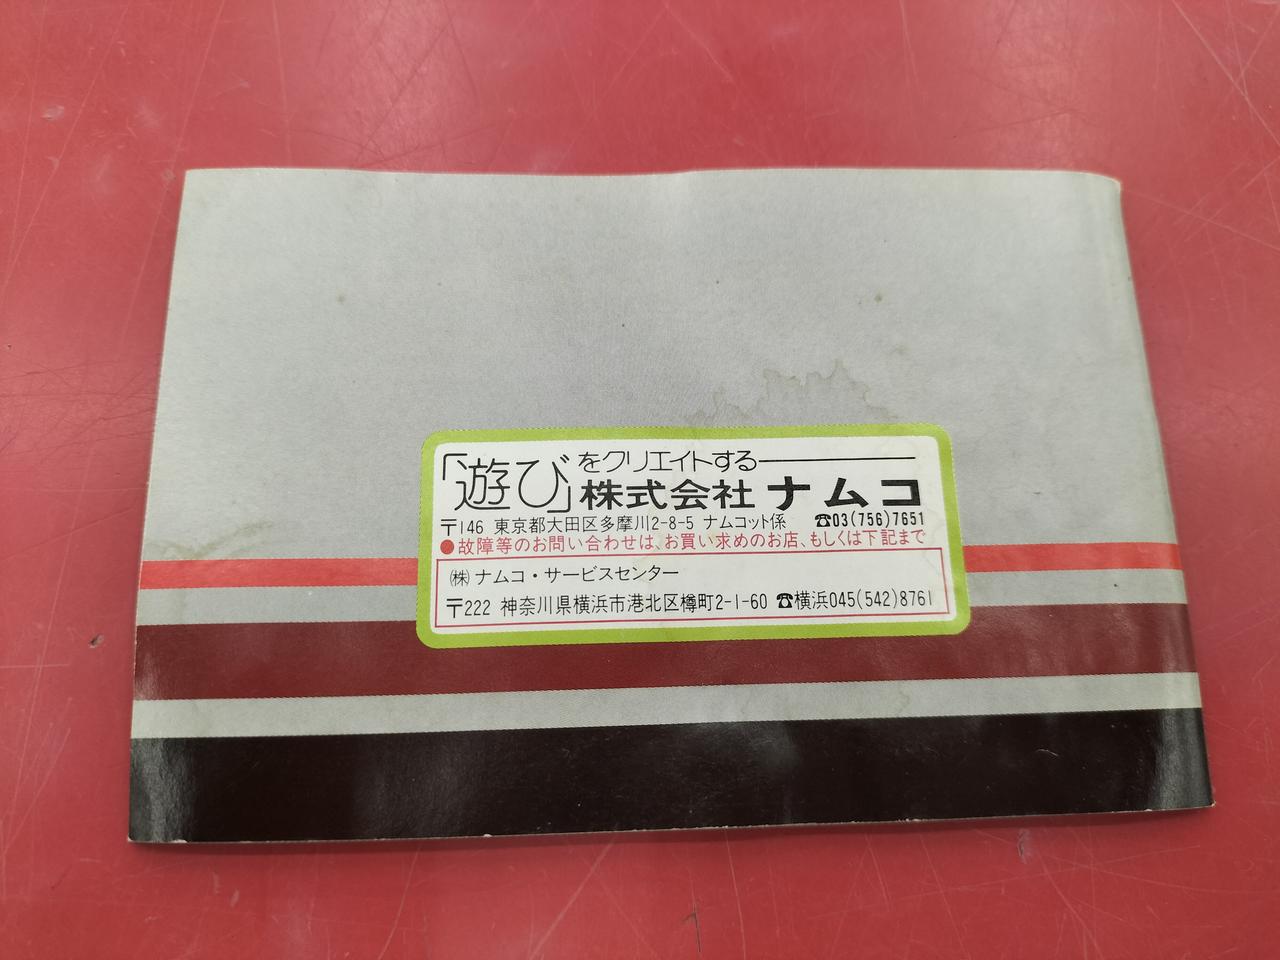 「遊び」をクリエイトする
株式会社 ナムコ
〒146 東京都大田区多摩川2-8-5 ナムコット係 ☎03(756)7651
●故障等のお問い合わせは、お買い求めのお店、もしくは下記まで
㈱ ナムコ・サービスセンター
〒222 神奈川県横浜市港北区樽町2-1-60 ☎横浜045(542)8761